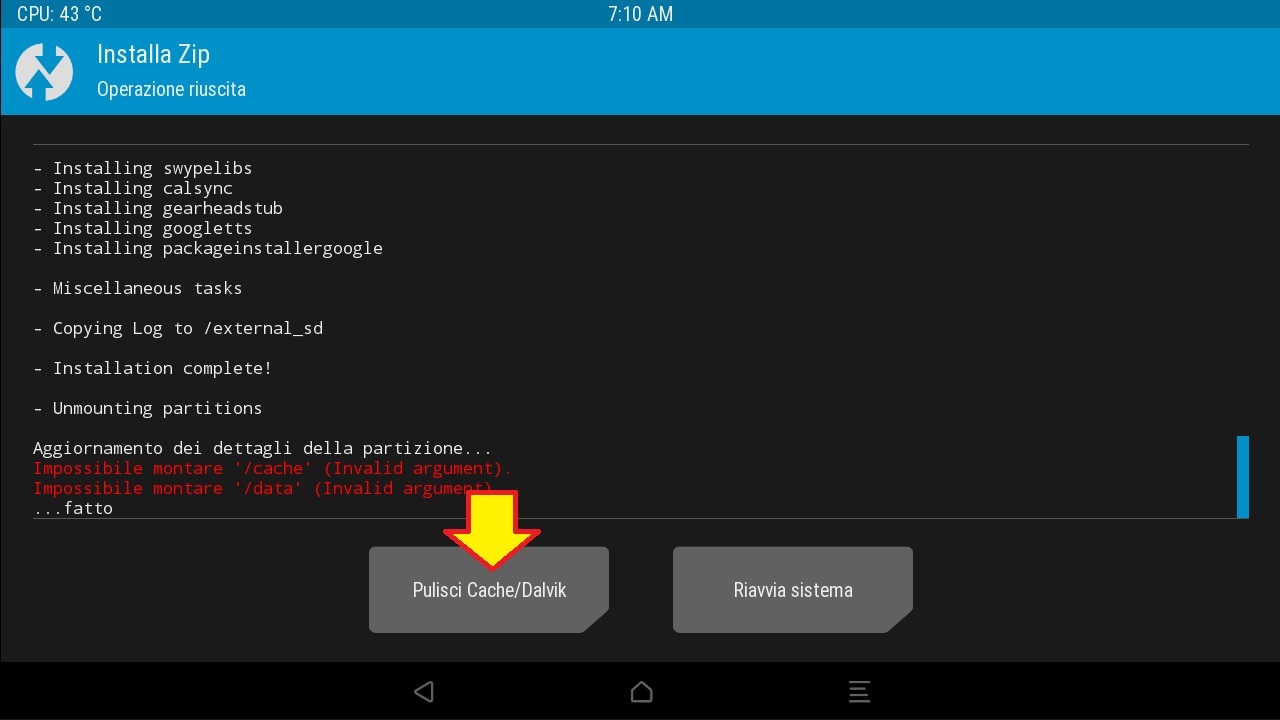 CPU: 43 °C
7:10 AM
Installa Zip
Operazione riuscita
- Installing swypelibs
- Installing calsync
- Installing gearheadstub
- Installing googletts
- Installing packageinstallergoogle
- Miscellaneous tasks
- Copying Log to /external_sd
- Installation complete!
- Unmounting partitions
Aggiornamento dei dettagli della partizione...
Impossibile montare '/cache' (Invalid argument).
Impossibile montare '/data' (Invalid argument).
...fatto
Pulisci Cache/Dalvik
Riavvia sistema